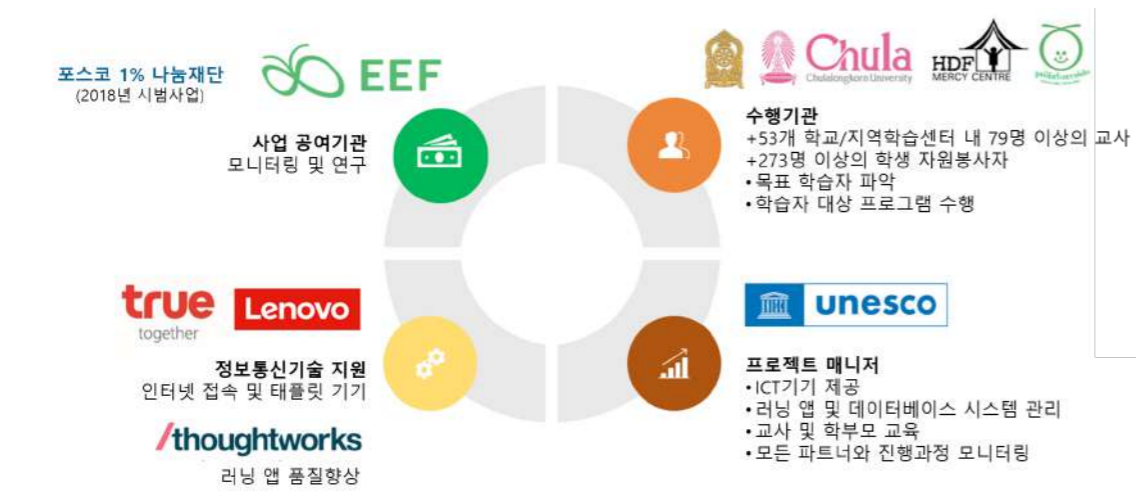 포스코 1% 나눔재단
(2018년 시범사업)
EEF
사업 공여기관
모니터링 및 연구
Chula
Chulalongkorn University
HDF
MERCY CENTRE
수행기관
+53개 학교/지역학습센터 내 79명 이상의 교사
+273명 이상의 학생 자원봉사자
•목표 학습자 파악
•학습자 대상 프로그램 수행
true
together
Lenovo
정보통신기술 지원
인터넷 접속 및 태플릿 기기
/thoughtworks
러닝 앱 품질향상
unesco
프로젝트 매니저
•ICT기기 제공
•러닝 앱 및 데이터베이스 시스템 관리
•교사 및 학부모 교육
•모든 파트너와 진행과정 모니터링